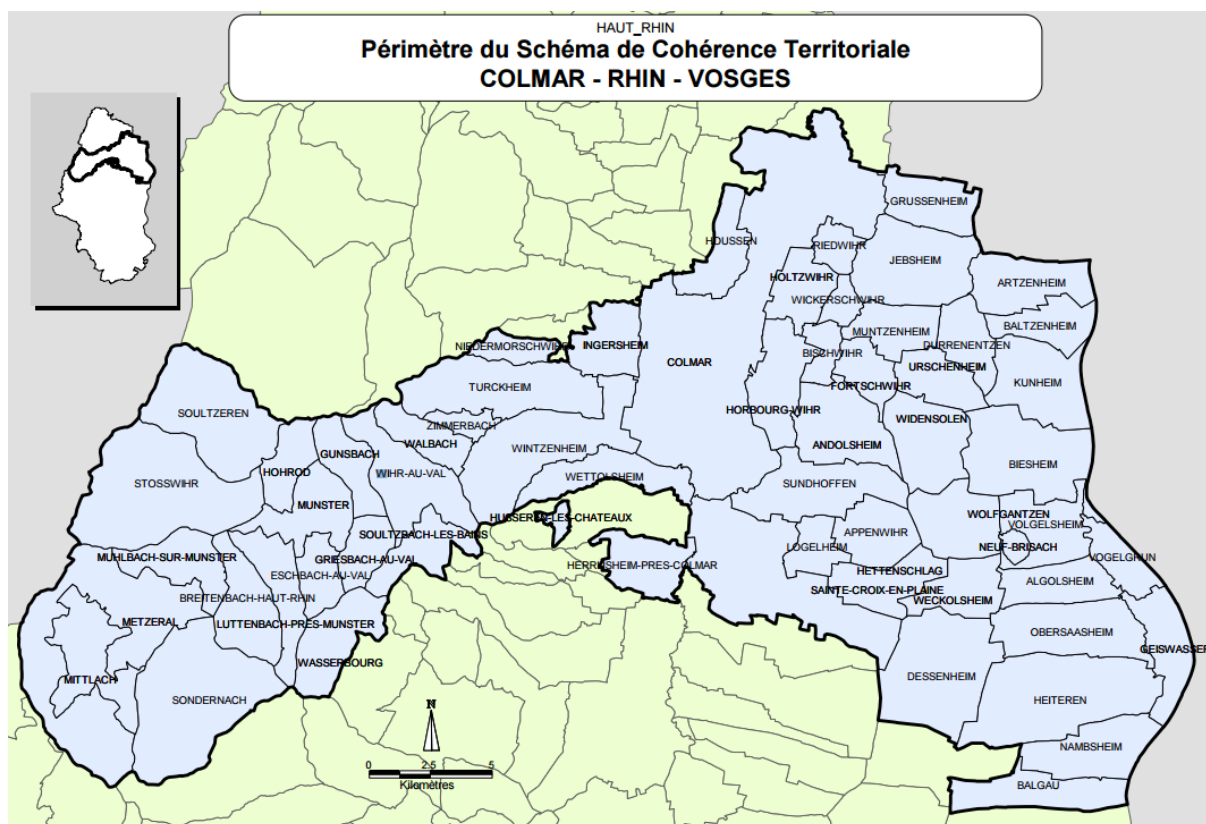 HAUT_RHIN
Périmètre du Schéma de Cohérence Territoriale
COLMAR - RHIN - VOSGES
GRUSSENHEIM
HOUSSEN
RIEDWIHR
JEBSHEIM
HOLTZWIHR
ARTZENHEIM
WICKERSCHWIHR
BALTZENHEIM
MUNTZENHEIM
NIEDERMORSCHWIHR
INGERSHEIM
DURRENENTZEN
BISCHWIHR
COLMAR
URSCHENHEIM
KUNHEIM
TURCKHEIM
FORTSCHWIHR
SOULTZEREN
HORBOURG-WIHR
WIDENSOLEN
ZIMMERBACH
WALBACH
ANDOLSHEIM
WINTZENHEIM
GUNSBACH
BIESHEIM
HOHROD
WIHR-AU-VAL
WETTOLSHEIM
STOSSWIHR
SUNDHOFFEN
MUNSTER
HUSSEREN-LES-CHATEAUX
WOLFGANTZEN
VOLGELSHEIM
SOULTZBACH-LES-BAINS
APPENWIHR
LOGELHEIM
NEUF-BRISACH
MUHLBACH-SUR-MUNSTER
GRIESBACH-AU-VAL
VOGELGRUN
HERRLISHEIM-PRES-COLMAR
HETTENSCHLAG
ESCHBACH-AU-VAL
ALGOLSHEIM
SAINTE-CROIX-EN-PLAINE
BREITENBACH-HAUT-RHIN
WECKOLSHEIM
METZERAL
LUTTENBACH-PRES-MUNSTER
OBERSAASHEIM
GEISWASSER
WASSERBOURG
DESSENHEIM
MITTLACH
SONDERNACH
HEITEREN
N
NAMBSHEIM
0 2.5 5
Kilomètres
BALGAU